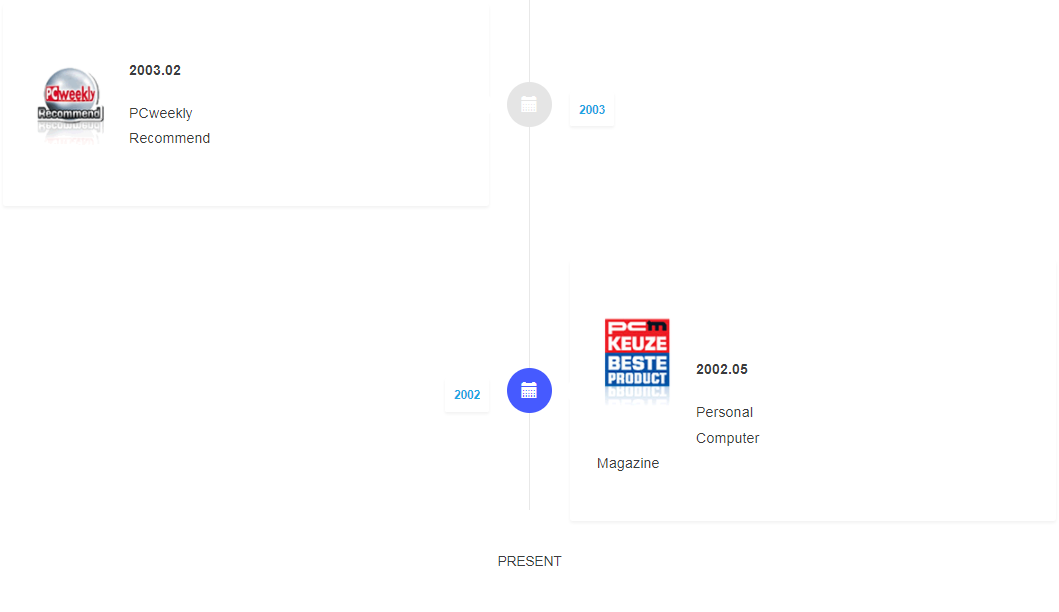 PCweekly
Recommend
2003.02
PCweekly
Recommend
2003
PCm
KEUZE
BESTE
PRODUCT
2002.05
Personal
Computer
Magazine
2002
PRESENT